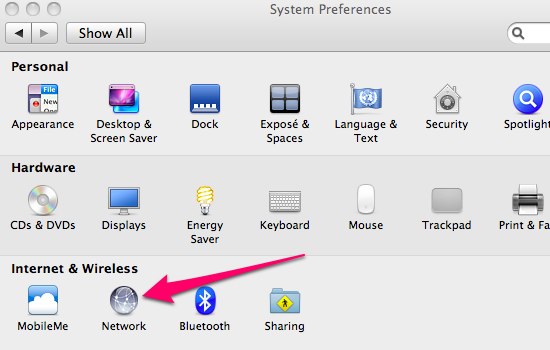 System Preferences
Show All
Personal
File
New
Appearance
Desktop &
Screen Saver
Dock
Exposé &
Spaces
Language &
Text
Security
Spotlight
Hardware
CDs & DVDs
Displays
Energy
Saver
Keyboard
Mouse
Trackpad
Print & Fa
Internet & Wireless
MobileMe
Network
Bluetooth
Sharing